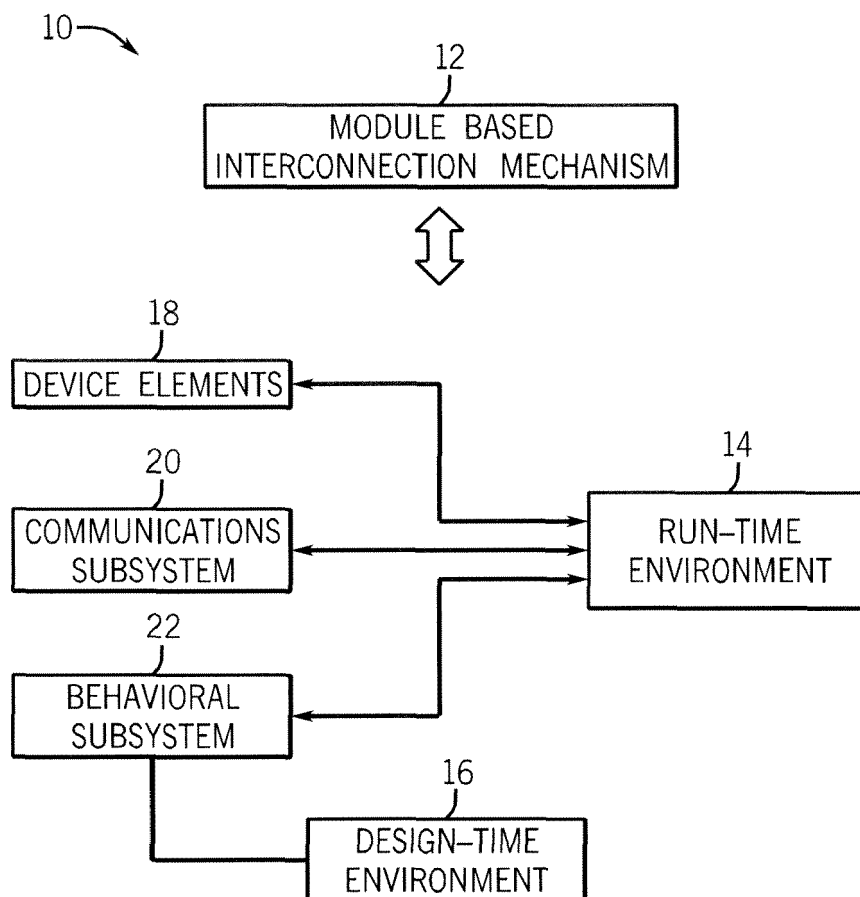 10
12
MODULE BASED
INTERCONNECTION MECHANISM
18
DEVICE ELEMENTS
20
COMMUNICATIONS
SUBSYSTEM
14
RUN–TIME
ENVIRONMENT
22
BEHAVIORAL
SUBSYSTEM
16
DESIGN–TIME
ENVIRONMENT